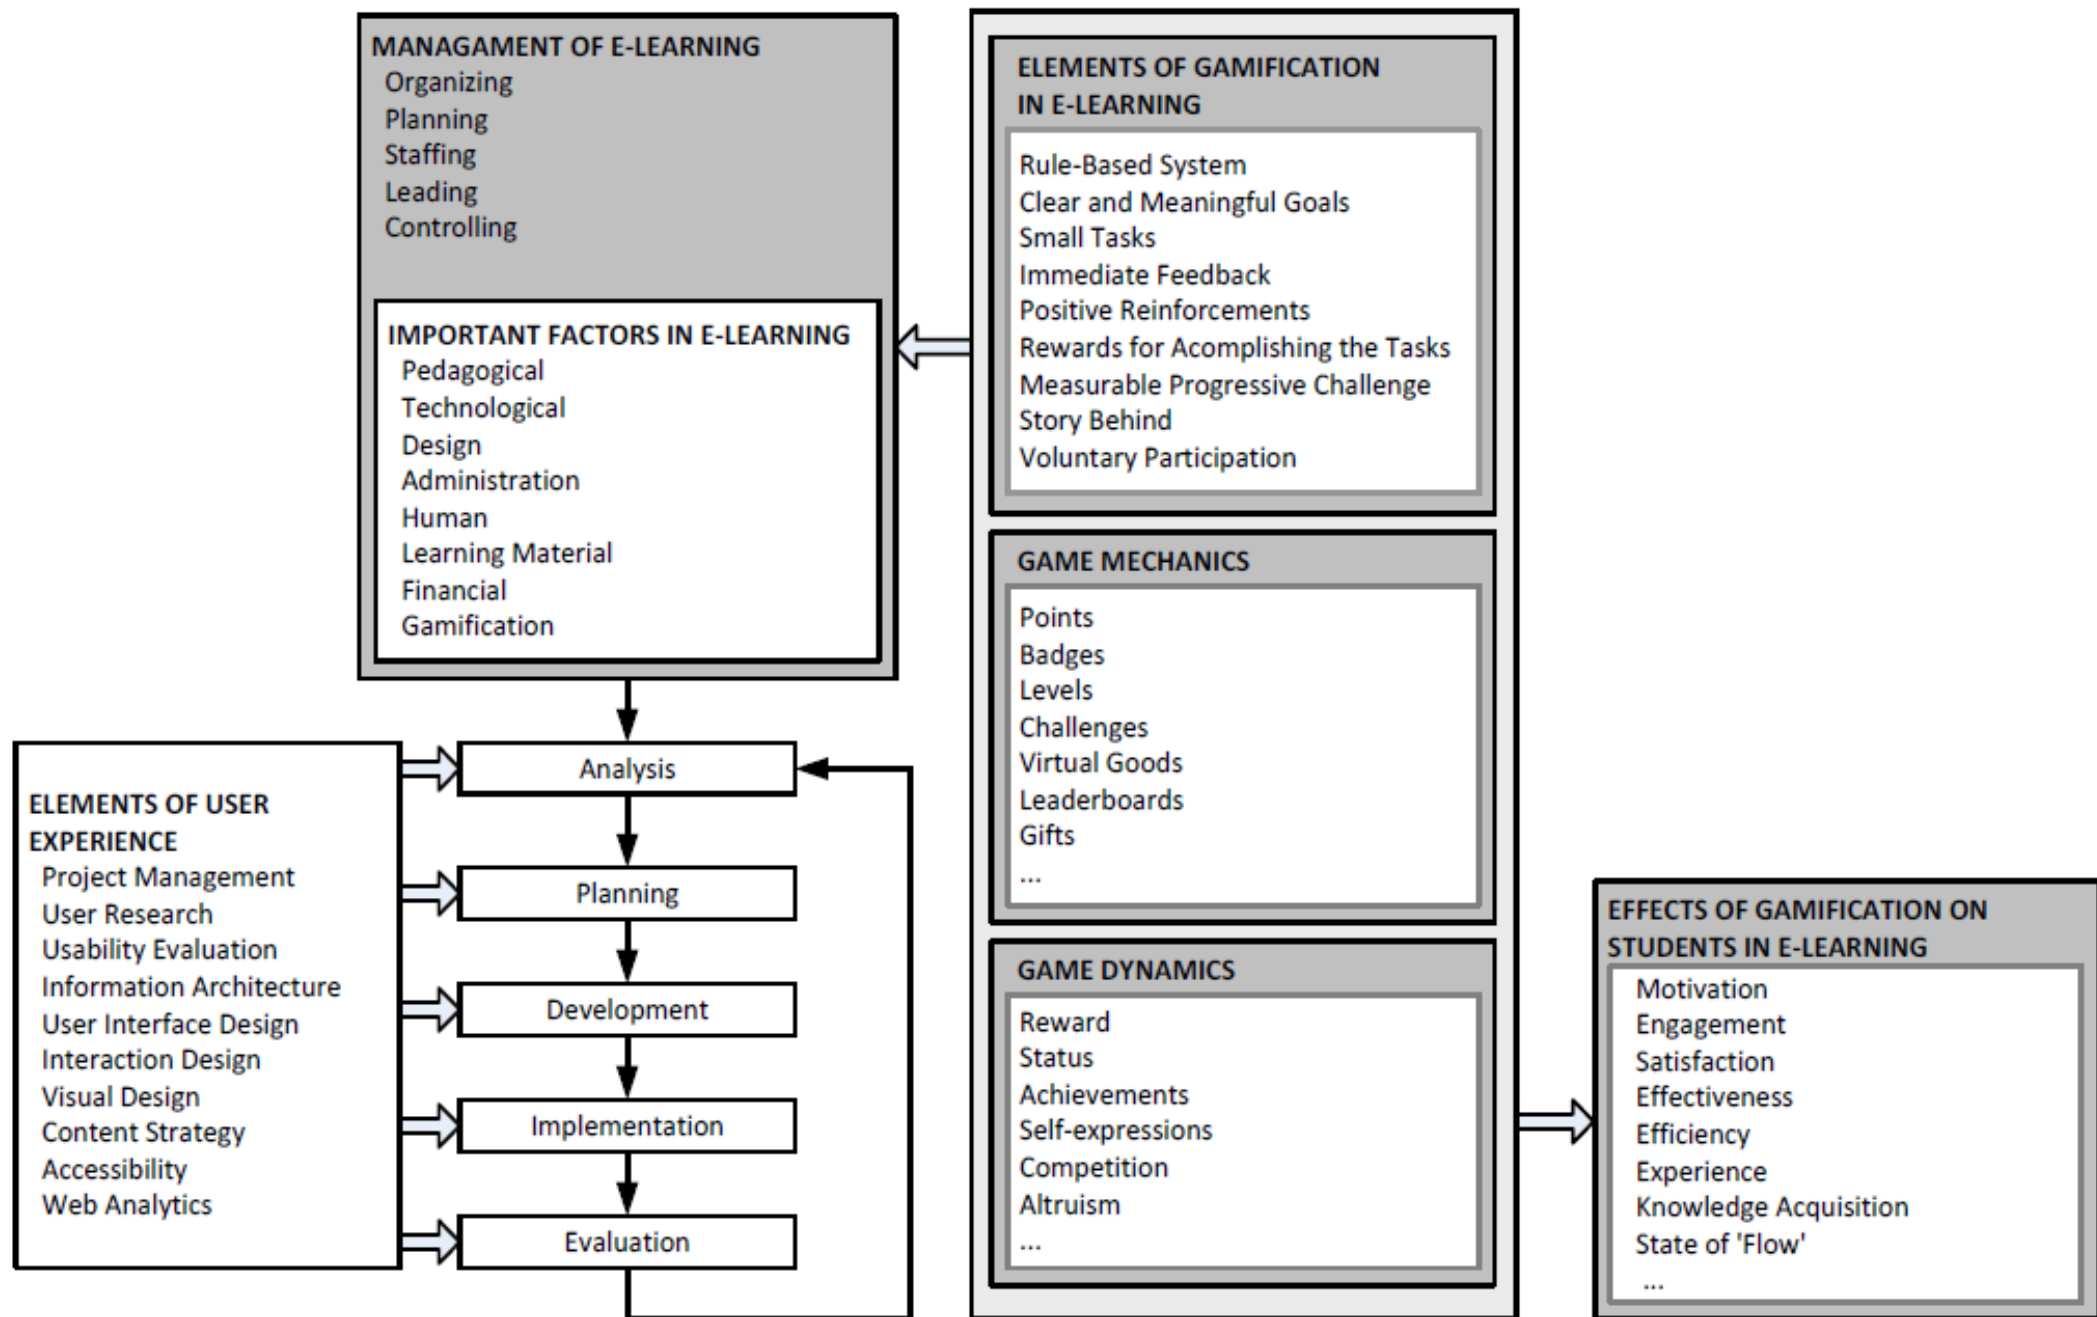 MANAGAMENT OF E-LEARNING
Organizing
Planning
Staffing
Leading
Controlling
IMPORTANT FACTORS IN E-LEARNING
Pedagogical
Technological
Design
Administration
Human
Learning Material
Financial
Gamification
ELEMENTS OF USER
EXPERIENCE
Project Management
User Research
Usability Evaluation
Information Architecture
User Interface Design
Interaction Design
Visual Design
Content Strategy
Accessibility
Web Analytics
Analysis
Planning
Development
Implementation
Evaluation
ELEMENTS OF GAMIFICATION
IN E-LEARNING
Rule-Based System
Clear and Meaningful Goals
Small Tasks
Immediate Feedback
Positive Reinforcements
Rewards for Acomplishing the Tasks
Measurable Progressive Challenge
Story Behind
Voluntary Participation
GAME MECHANICS
Points
Badges
Levels
Challenges
Virtual Goods
Leaderboards
Gifts
...
GAME DYNAMICS
Reward
Status
Achievements
Self-expressions
Competition
Altruism
...
EFFECTS OF GAMIFICATION ON
STUDENTS IN E-LEARNING
Motivation
Engagement
Satisfaction
Effectiveness
Efficiency
Experience
Knowledge Acquisition
State of 'Flow'
...